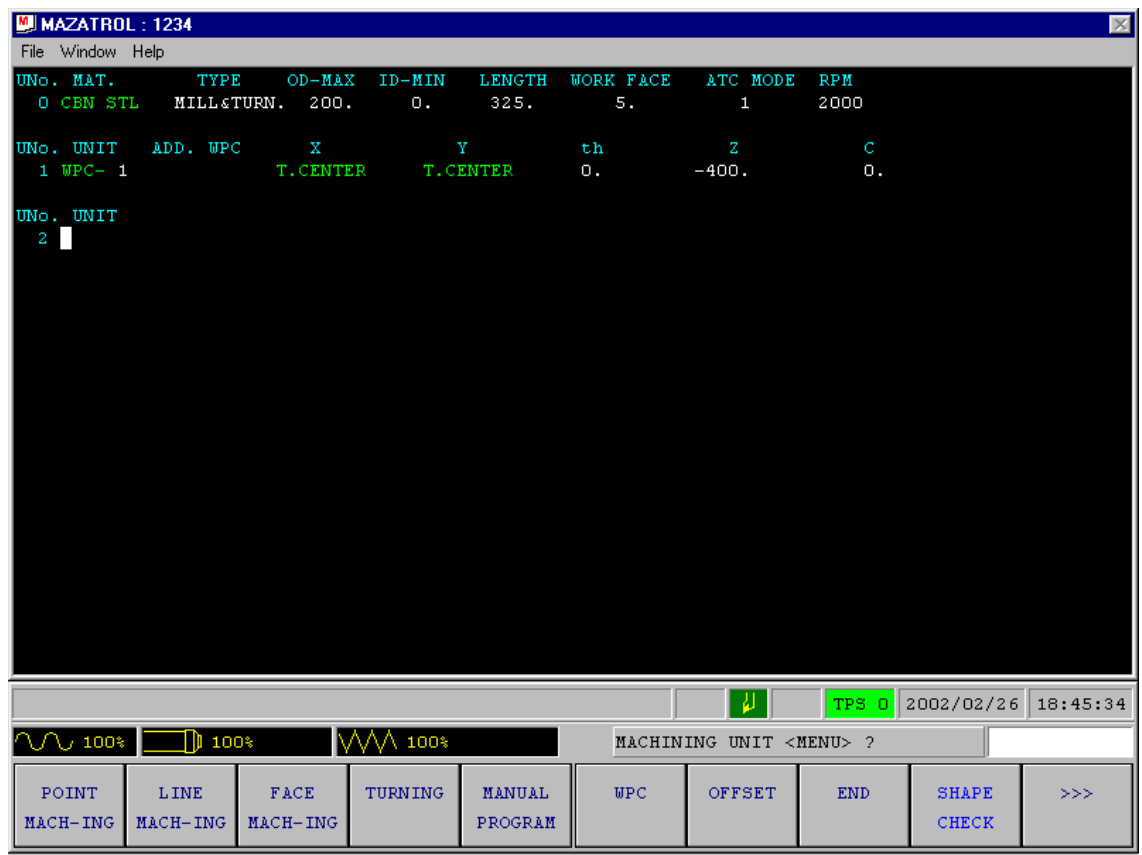 MAZATROL : 1234
File Window Help
UNo. MAT. TYPE OD-MAX ID-MIN LENGTH WORK FACE ATC MODE RPM
0 CBN STL MILL&TURN. 200. 0. 325. 5. 1 2000
UNo. UNIT ADD. WPC X Y th Z C
1 WPC- 1 T.CENTER T.CENTER 0. -400. 0.
UNo. UNIT
2
TPS 0 2002/02/26 18:45:34
100% 100% 100% MACHINING UNIT <MENU> ?
POINT LINE FACE TURNING MANUAL WPC OFFSET END SHAPE >>>
MACH-ING MACH-ING MACH-ING PROGRAM CHECK